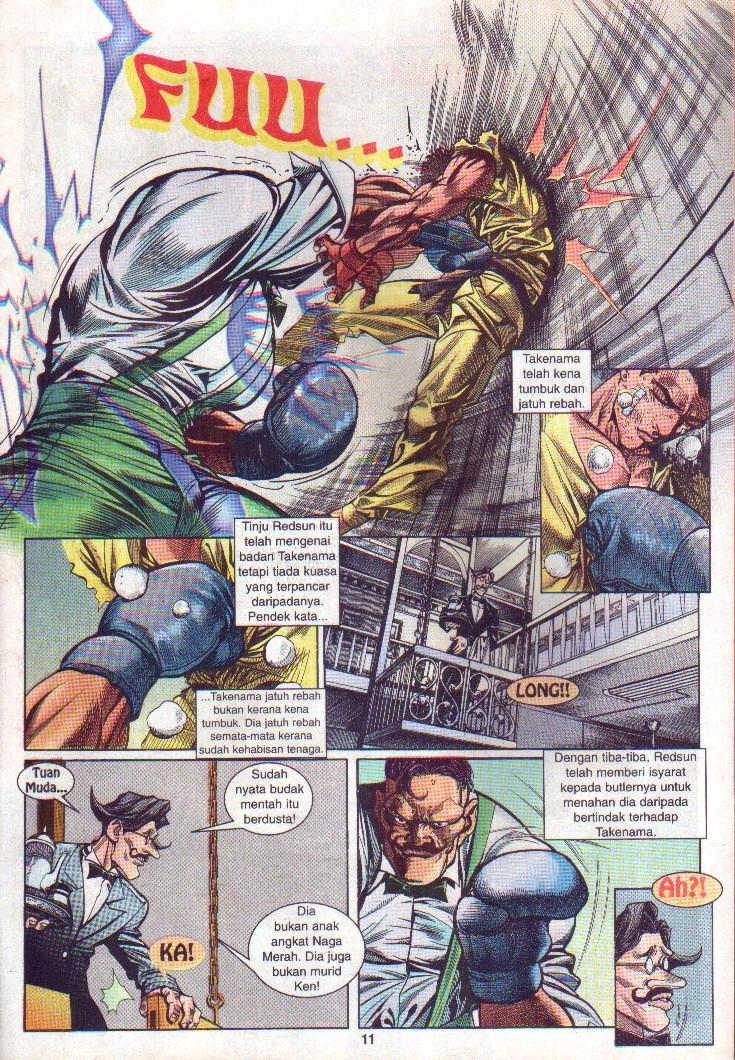 FUU...
Takenama
telah kena
tumbuk dan
jatuh rebah.
Tinju Redsun itu
telah mengenai
badan Takenama
tetapi tiada kuasa
yang terpancar
daripadanya.
Pendek kata...
...Takenama jatuh rebah
bukan kerana kena
tumbuk. Dia jatuh rebah
semata-mata kerana
sudah kehabisan tenaga.
LONG!!
Tuan
Muda...
Sudah
nyata budak
mentah itu
berdusta!
KA!
Dia
bukan anak
angkat Naga
Merah. Dia juga
bukan murid
Ken!
Dengan tiba-tiba, Redsun
telah memberi isyarat
kepada butlernya untuk
menahan dia daripada
bertindak terhadap
Takenama.
Ah?!
11